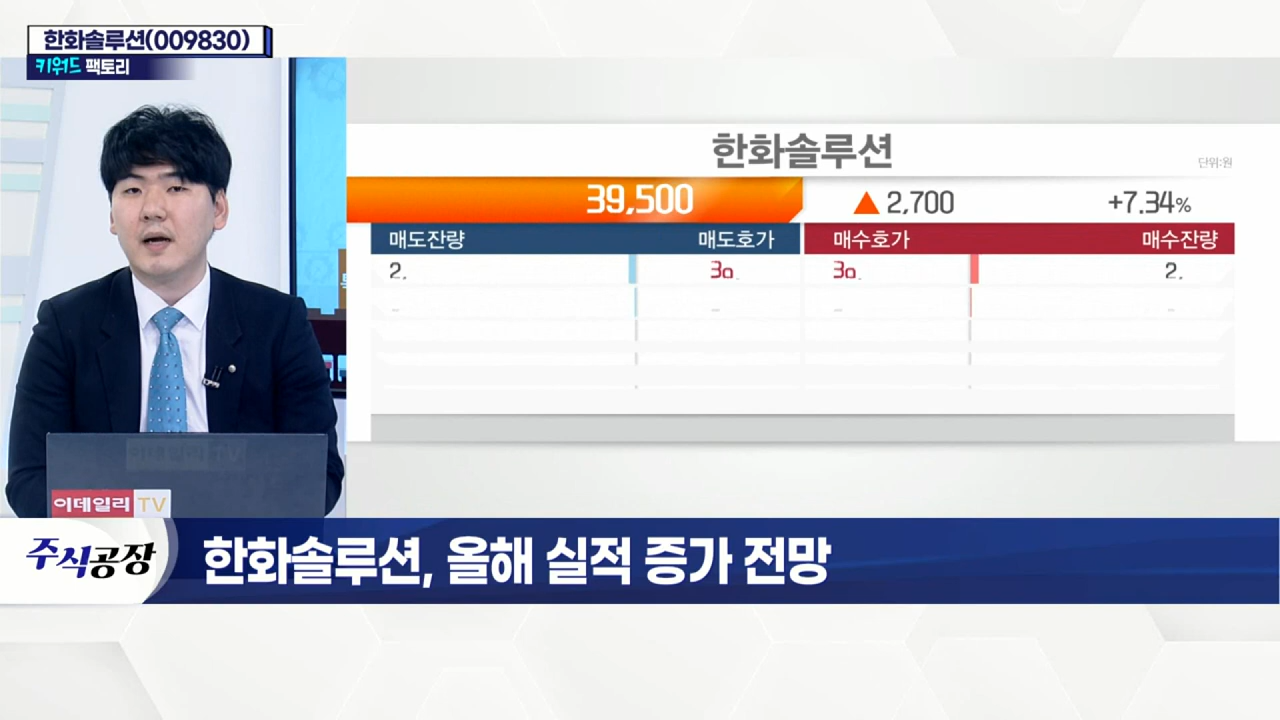 한화솔루션(009830)
키워드 팩토리
한화솔루션
단위:원
39,500 ▲ 2,700 +7.34%
매도잔량 매도호가 매수호가 매수잔량
이데일리 TV
주식공장
한화솔루션, 올해 실적 증가 전망